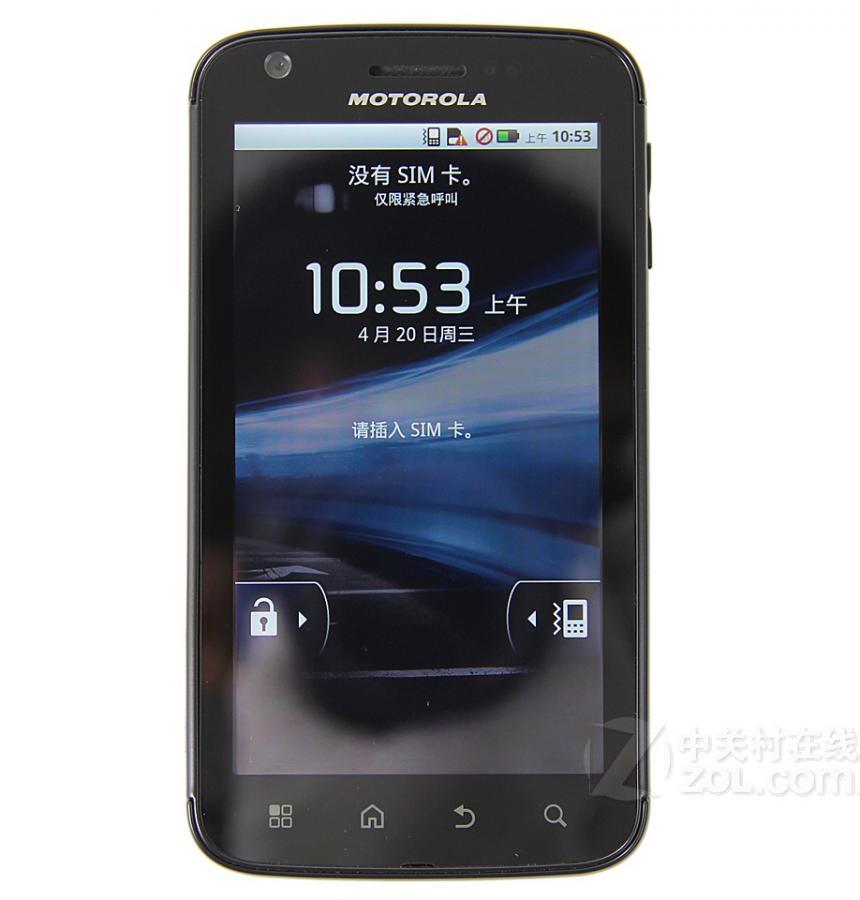 MOTOROLA
上午 10:53
没有 SIM 卡。
仅限紧急呼叫
10:53 上午
4 月 20 日周三
请插入 SIM 卡。
中关村在线
ZOL.com